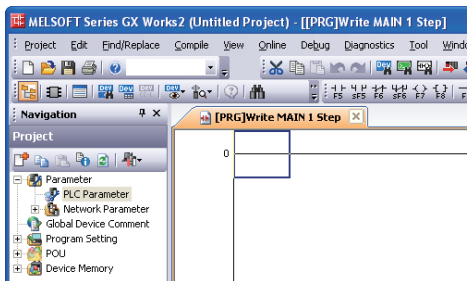 MELSOFT Series GX Works2 (Untitled Project) - [[PRG]Write MAIN 1 Step]
Project Edit Find/Replace Compile View Online Debug Diagnostics Tool Windo
Navigation
[PRG]Write MAIN 1 Step
F5 sF5 F6 sF6 F7 F8
Project
0
Parameter
PLC Parameter
Network Parameter
Global Device Comment
Program Setting
POU
Device Memory